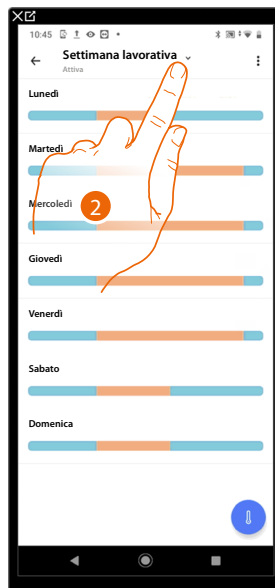 10:45
Settimana lavorativa
Attiva
Lunedì
Martedì
Mercoledì
2
Giovedì
Venerdì
Sabato
Domenica